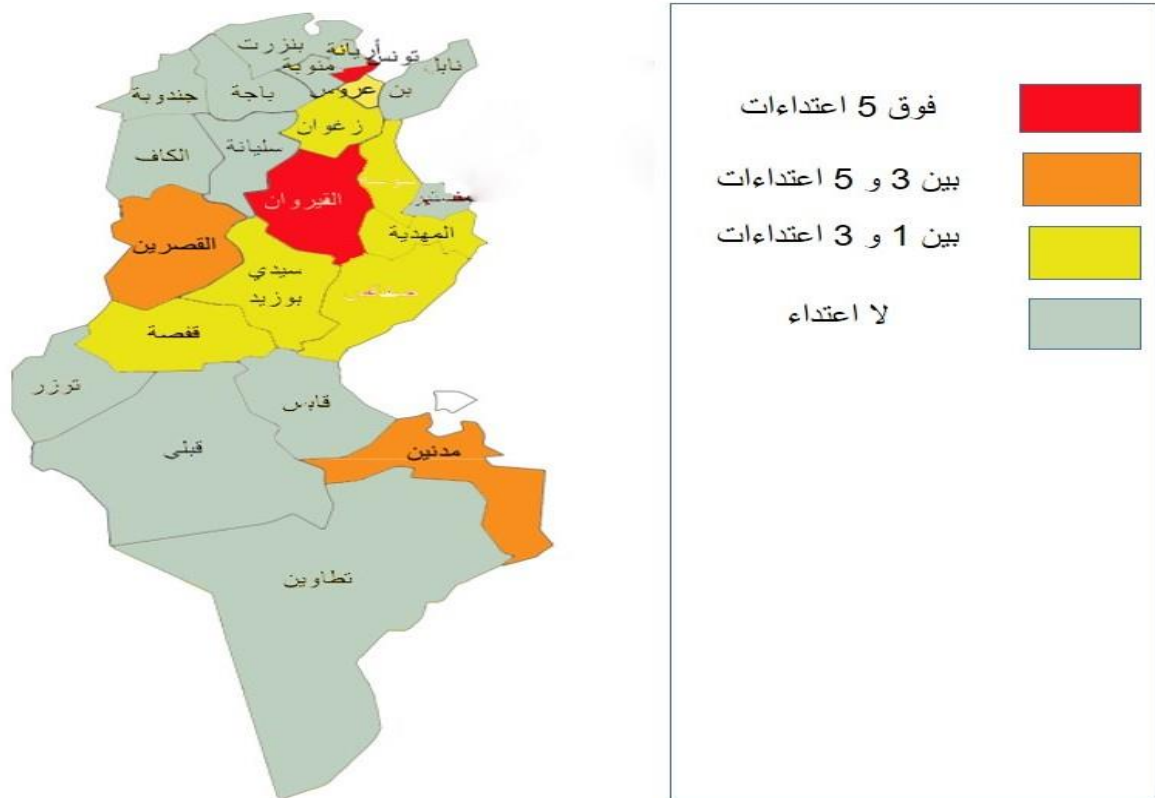 بنزرت
أريانة
تونس
منوبة
نابل
جندوبة
باجة
بن عروس
زغوان
الكاف
سليانة
القيروان
المهدية
القصرين
سيدي
بوزيد
صفاقس
قفصة
توزر
قابس
قبلي
مدنين
تطاوين
فوق 5 اعتداءات
بين 3 و 5 اعتداءات
بين 1 و 3 اعتداءات
لا اعتداء